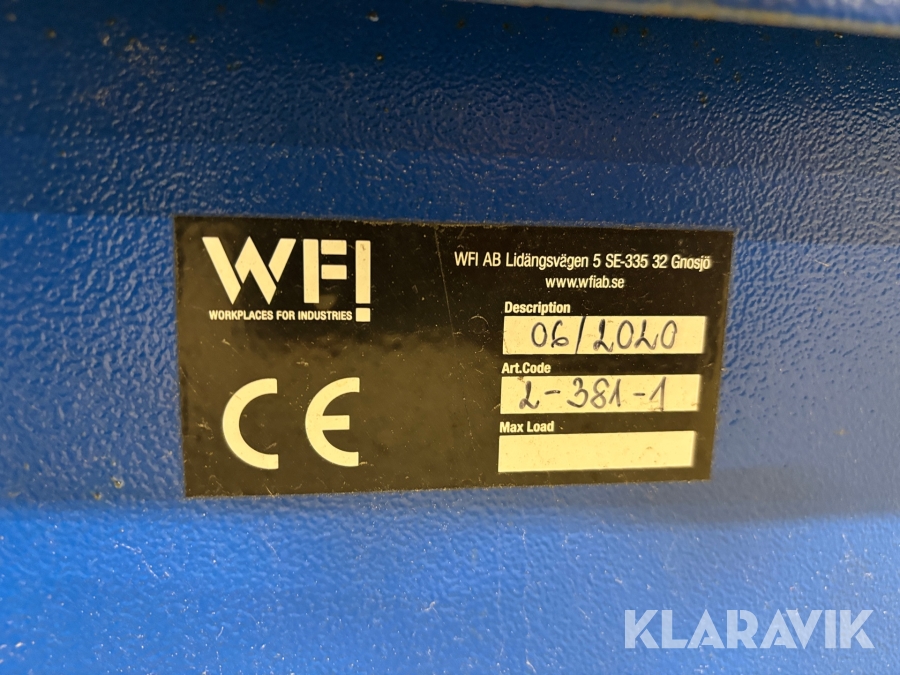 WFI
WORKPLACES FOR INDUSTRIES
CE
WFI AB Lidängsvägen 5 SE-335 32 Gnosjö
www.wfiab.se
Description
06/2020
Art.Code
2-381-1
Max Load
KLARAVIK